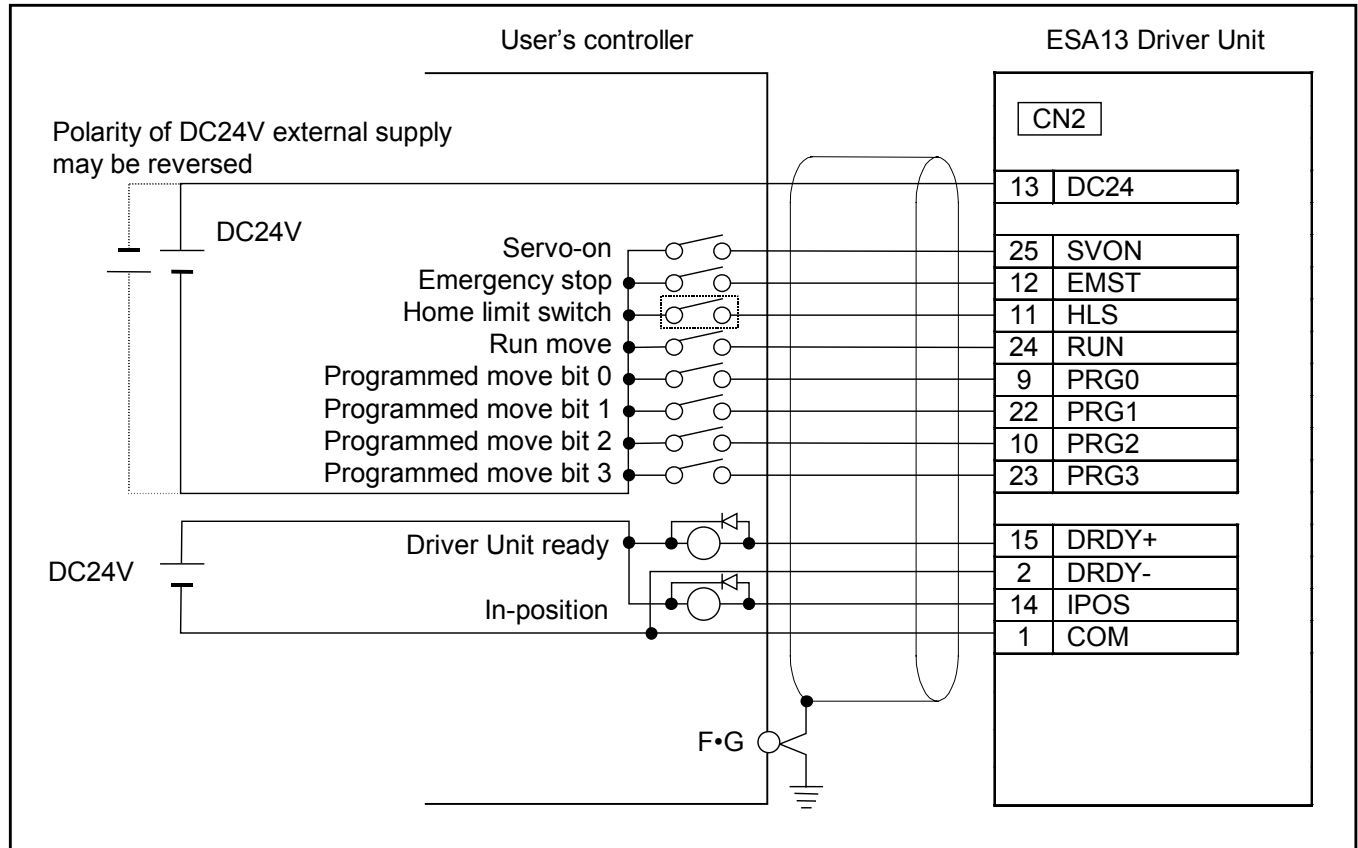 User's controller
ESA13 Driver Unit
CN2
Polarity of DC24V external supply
may be reversed
13 DC24
DC24V
Servo-on
25 SVON
Emergency stop
12 EMST
Home limit switch
11 HLS
Run move
24 RUN
Programmed move bit 0
9 PRG0
Programmed move bit 1
22 PRG1
Programmed move bit 2
10 PRG2
Programmed move bit 3
23 PRG3
Driver Unit ready
15 DRDY+
DC24V
2 DRDY-
In-position
14 IPOS
1 COM
F•G